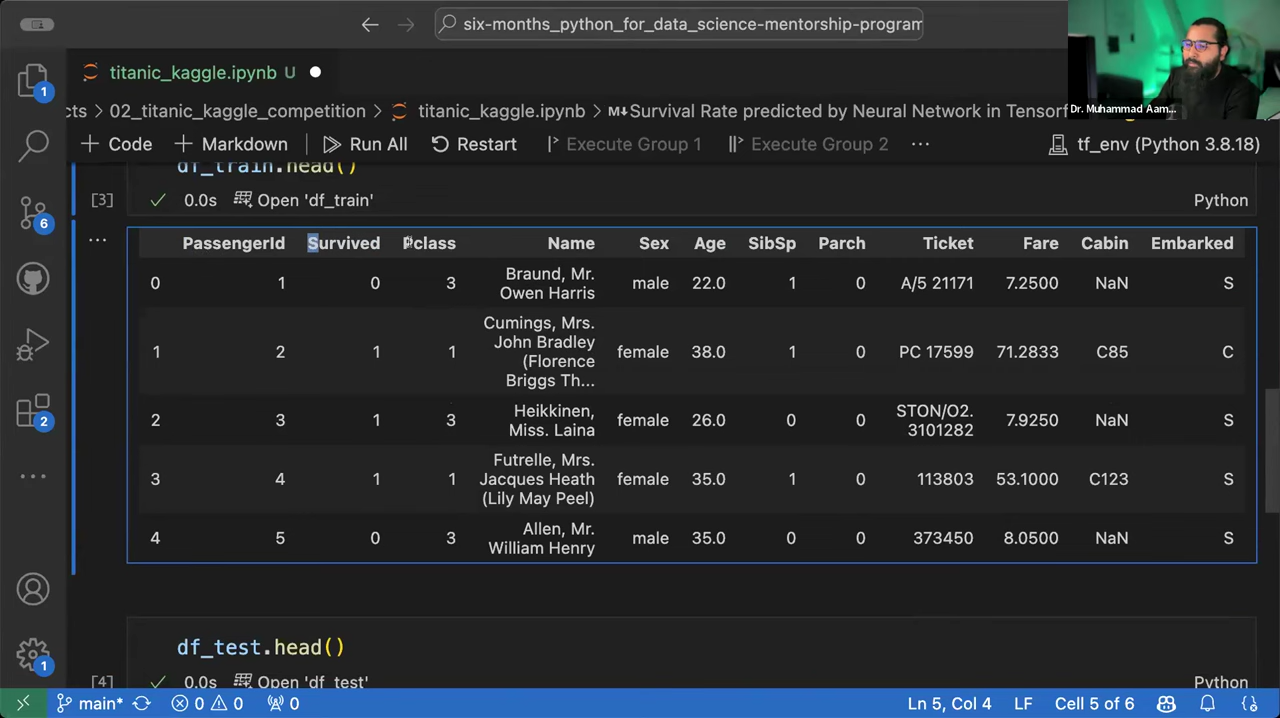 six-months_python_for_data_science-mentorship-program
Dr. Muhammad Aam...
titanic_kaggle.ipynb U
cts > 02_titanic_kaggle_competition > titanic_kaggle.ipynb > M↓Survival Rate predicted by Neural Network in Tensorf
+ Code + Markdown Run All Restart Execute Group 1 Execute Group 2 ... tf_env (Python 3.8.18)
df_train.head()
[3] ✓ 0.0s Open 'df_train' Python
PassengerId Survived Pclass Name Sex Age SibSp Parch Ticket Fare Cabin Embarked
0 1 0 3 Braund, Mr. Owen Harris male 22.0 1 0 A/5 21171 7.2500 NaN S
1 2 1 1 Cumings, Mrs. John Bradley (Florence Briggs Th... female 38.0 1 0 PC 17599 71.2833 C85 C
2 3 1 3 Heikkinen, Miss. Laina female 26.0 0 0 STON/O2. 3101282 7.9250 NaN S
3 4 1 1 Futrelle, Mrs. Jacques Heath (Lily May Peel) female 35.0 1 0 113803 53.1000 C123 S
4 5 0 3 Allen, Mr. William Henry male 35.0 0 0 373450 8.0500 NaN S
df_test.head()
[4] ✓ 0.0s Open 'df_test' Python
1
6
2
1
main* 0 0 0 Ln 5, Col 4 LF Cell 5 of 6